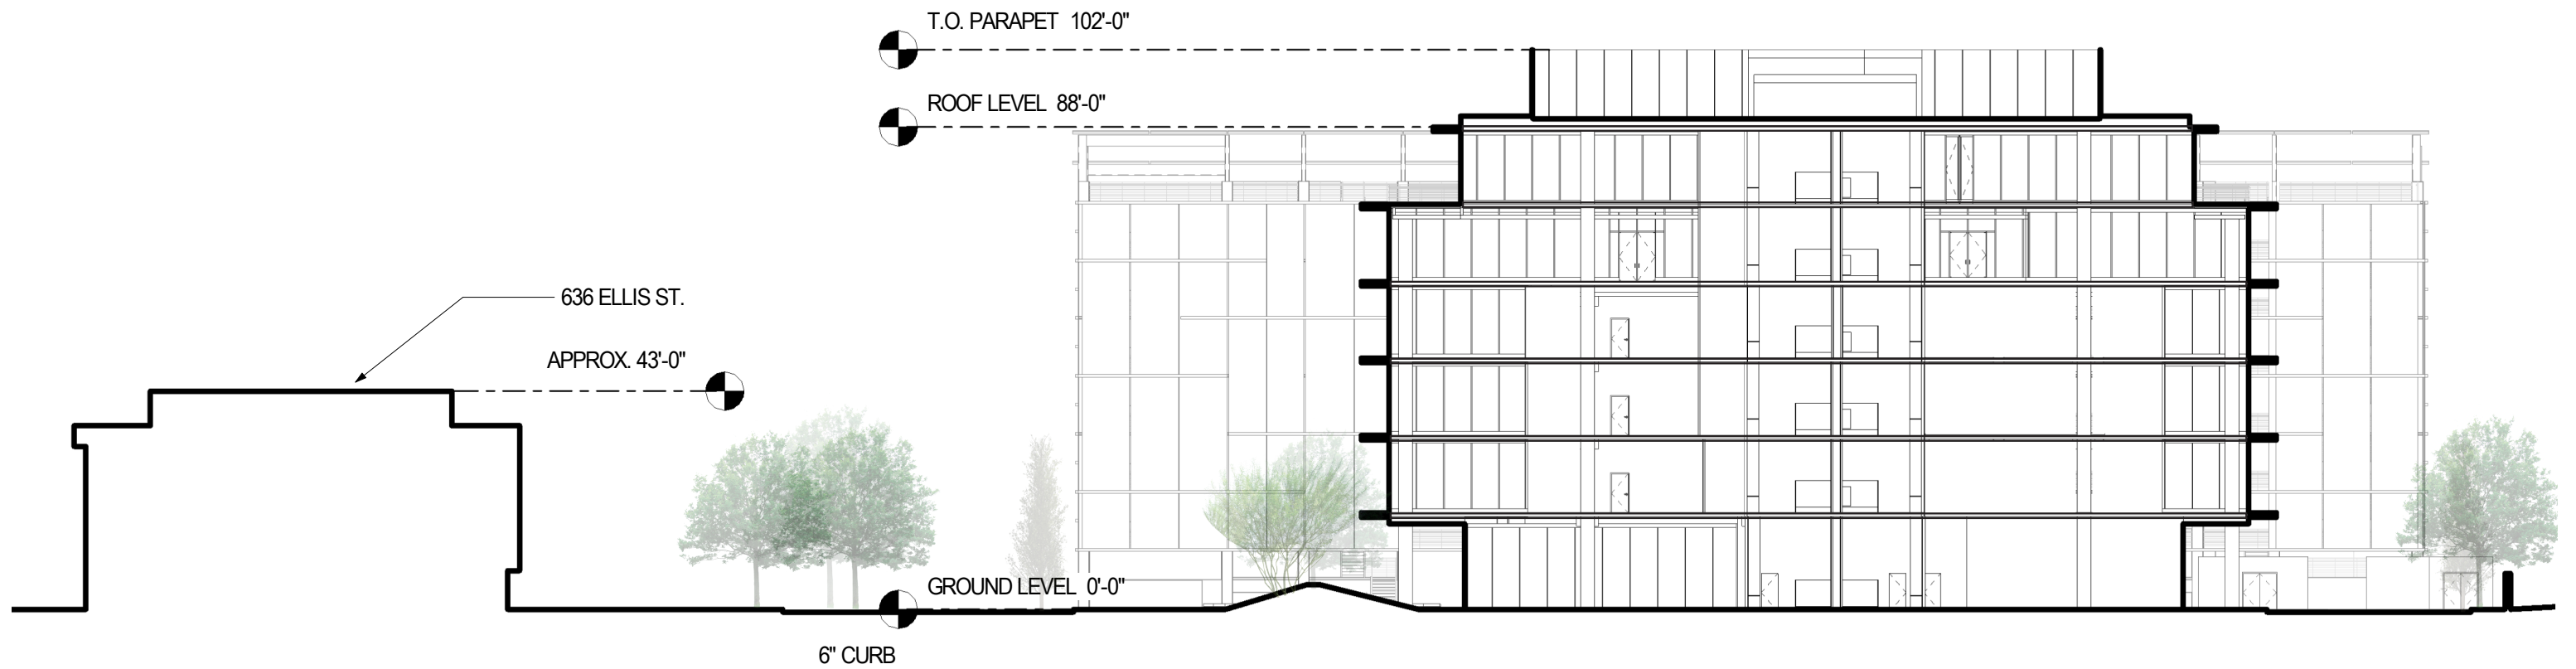 T.O. PARAPET 102'-0"
ROOF LEVEL 88'-0"
636 ELLIS ST.
APPROX. 43'-0"
GROUND LEVEL 0'-0"
6" CURB